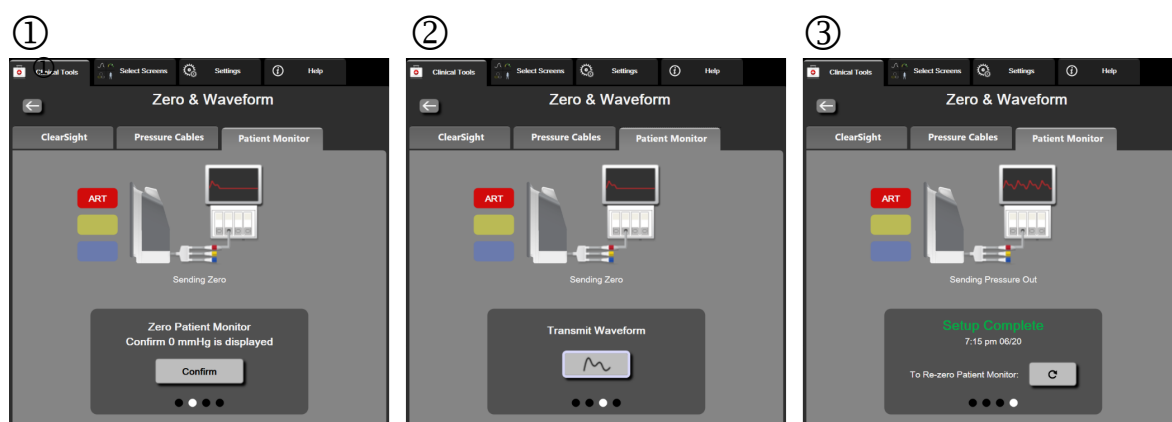 ① ② ③
① Clinical Tools Select Screens Settings Help
Zero & Waveform
ClearSight Pressure Cables Patient Monitor
ART
Sending Zero
Zero Patient Monitor
Confirm 0 mmHg is displayed
Confirm
Clinical Tools Select Screens Settings Help
Zero & Waveform
ClearSight Pressure Cables Patient Monitor
ART
Sending Zero
Transmit Waveform
Clinical Tools Select Screens Settings Help
Zero & Waveform
ClearSight Pressure Cables Patient Monitor
ART
Sending Pressure Out
Setup Complete
7:15 pm 06/20
To Re-zero Patient Monitor: